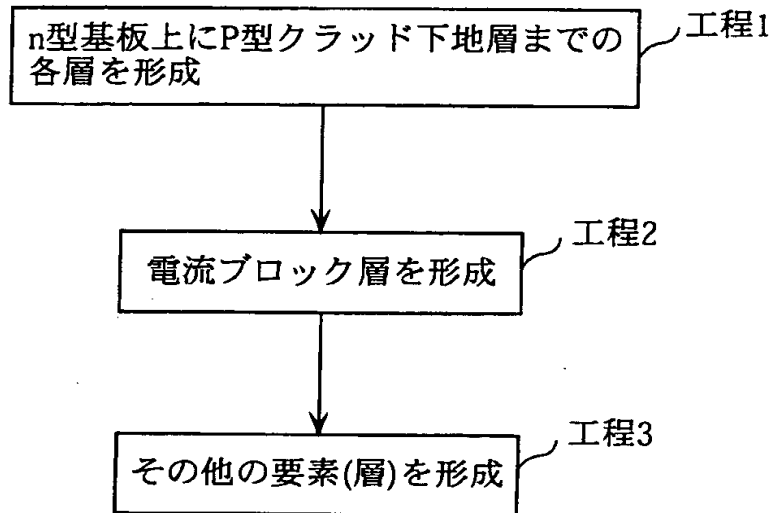 n型基板上にP型クラッド下地層までの
各層を形成
工程1
電流ブロック層を形成
工程2
その他の要素(層)を形成
工程3